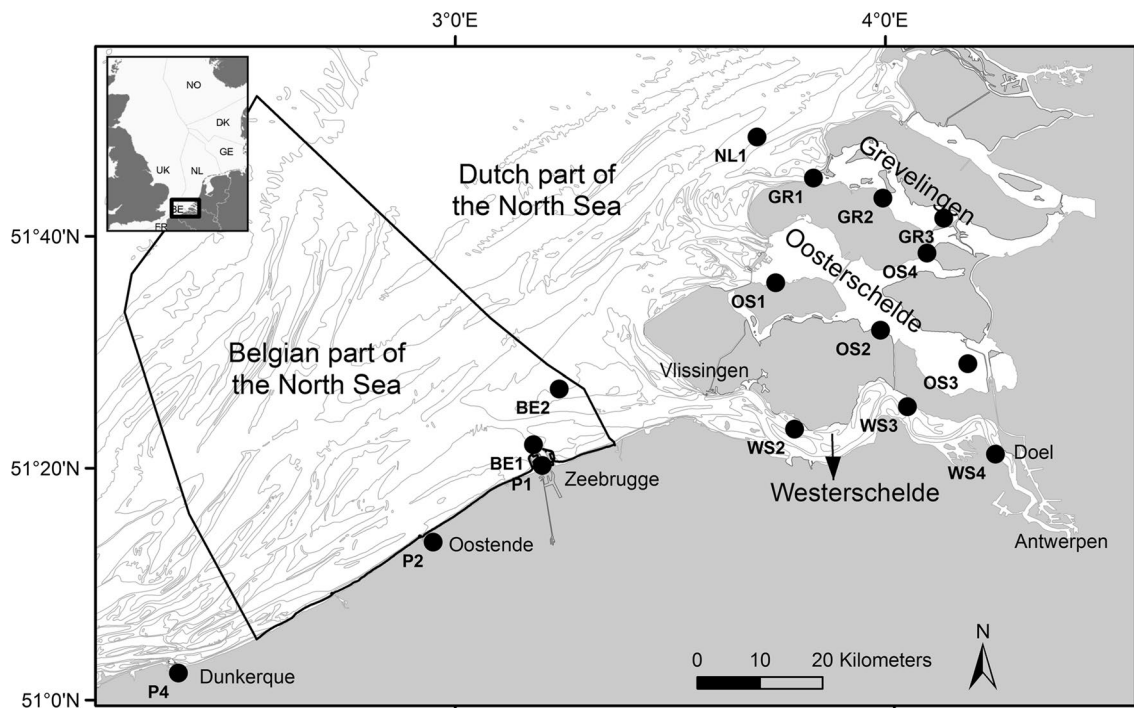 3°0'E
4°0'E
NO
DK
GE
UK
NL
BE
FR
51°40'N
51°20'N
51°0'N
Dutch part of
the North Sea
Belgian part of
the North Sea
NL1
Grevelingen
GR1
GR2
GR3
OS4
Oosterschelde
OS1
OS2
OS3
Vlissingen
BE2
WS3
WS2
WS4
Doel
BE1
P1
Zeebrugge
Westerschelde
Antwerpen
P2
Oostende
N
0 10 20 Kilometers
P4
Dunkerque